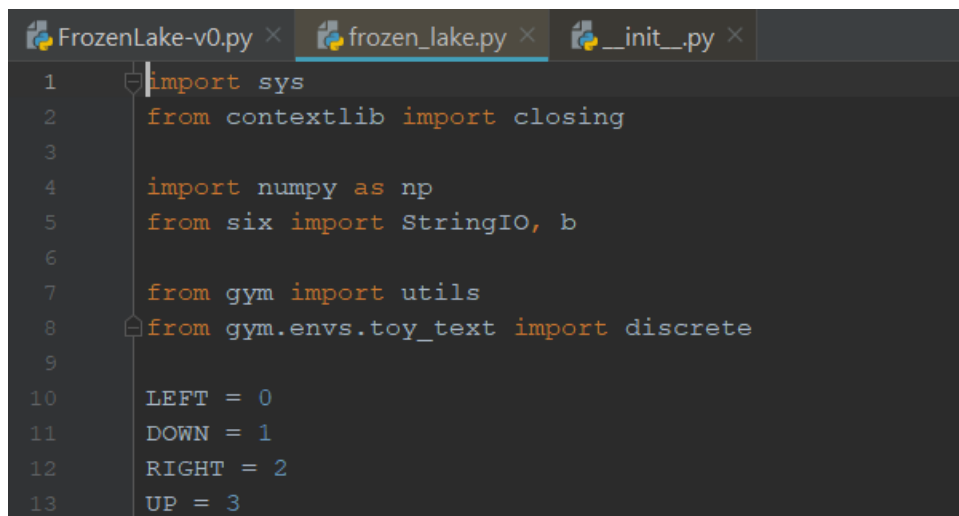 FrozenLake-v0.py × frozen_lake.py × __init__.py ×
1 import sys
2 from contextlib import closing
3
4 import numpy as np
5 from six import StringIO, b
6
7 from gym import utils
8 from gym.envs.toy_text import discrete
9
10 LEFT = 0
11 DOWN = 1
12 RIGHT = 2
13 UP = 3